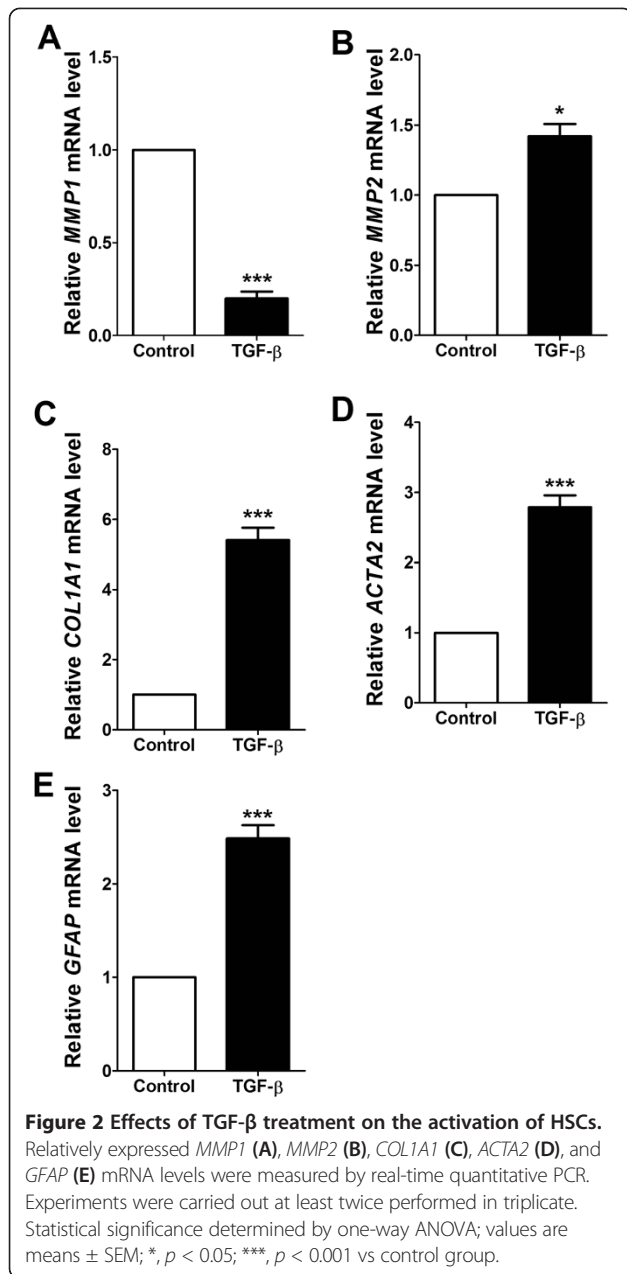 A
Relative MMP1 mRNA level
1.5
1.0
0.5
0.0
***
Control
TGF-β
B
Relative MMP2 mRNA level
2.0
1.5
1.0
0.5
0.0
*
Control
TGF-β
C
Relative COL1A1 mRNA level
8
6
4
2
0
***
Control
TGF-β
D
Relative ACTA2 mRNA level
4
3
2
1
0
***
Control
TGF-β
E
Relative GFAP mRNA level
3
2
1
0
***
Control
TGF-β
Figure 2 Effects of TGF-β treatment on the activation of HSCs.
Relatively expressed MMP1 (A), MMP2 (B), COL1A1 (C), ACTA2 (D), and
GFAP (E) mRNA levels were measured by real-time quantitative PCR.
Experiments were carried out at least twice performed in triplicate.
Statistical significance determined by one-way ANOVA; values are
means ± SEM; *, p < 0.05; ***, p < 0.001 vs control group.